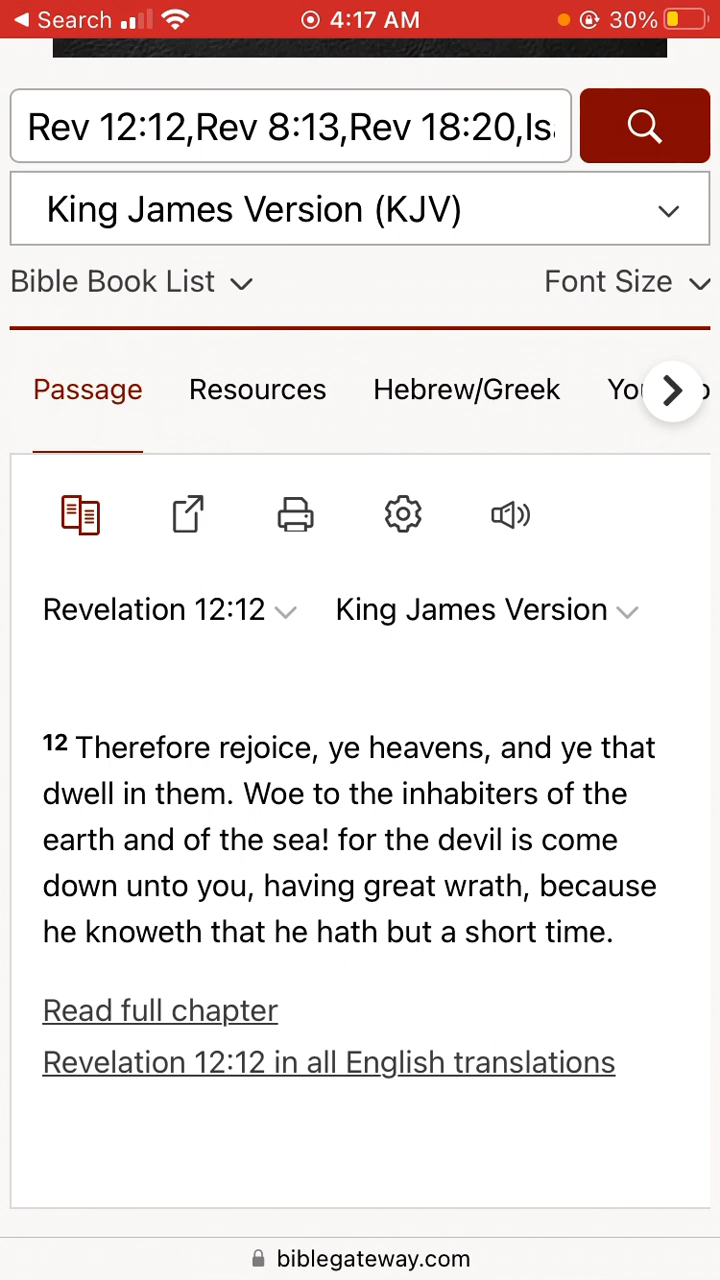 Search 4:17 AM 30%
Rev 12:12,Rev 8:13,Rev 18:20,Is
King James Version (KJV)
Bible Book List Font Size
Passage Resources Hebrew/Greek
Revelation 12:12 King James Version
12 Therefore rejoice, ye heavens, and ye that
dwell in them. Woe to the inhabiters of the
earth and of the sea! for the devil is come
down unto you, having great wrath, because
he knoweth that he hath but a short time.
Read full chapter
Revelation 12:12 in all English translations
biblegateway.com